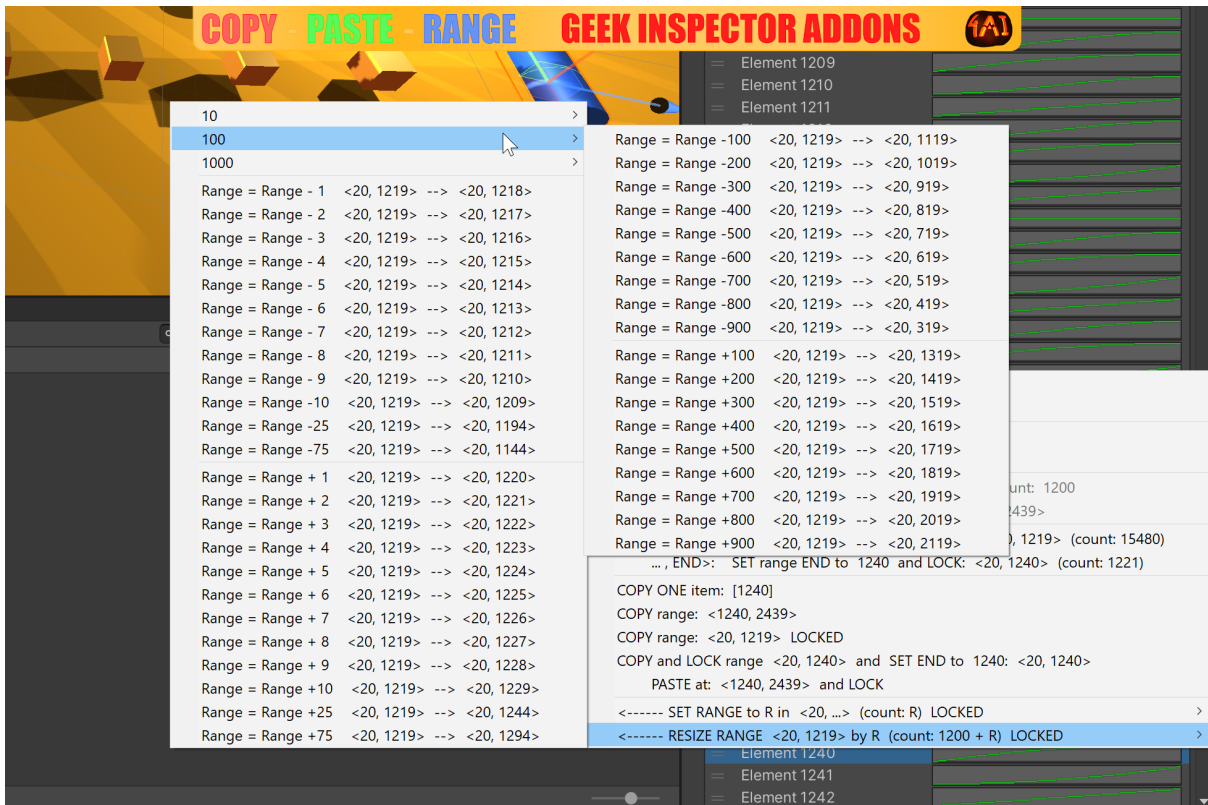 COPY - PASTE - RANGE GEEK INSPECTOR ADDONS 4AI
Element 1209
Element 1210
Element 1211
10
100
1000
Range = Range - 1 <20, 1219> --> <20, 1218>
Range = Range - 2 <20, 1219> --> <20, 1217>
Range = Range - 3 <20, 1219> --> <20, 1216>
Range = Range - 4 <20, 1219> --> <20, 1215>
Range = Range - 5 <20, 1219> --> <20, 1214>
Range = Range - 6 <20, 1219> --> <20, 1213>
Range = Range - 7 <20, 1219> --> <20, 1212>
Range = Range - 8 <20, 1219> --> <20, 1211>
Range = Range - 9 <20, 1219> --> <20, 1210>
Range = Range -10 <20, 1219> --> <20, 1209>
Range = Range -25 <20, 1219> --> <20, 1194>
Range = Range -75 <20, 1219> --> <20, 1144>
Range = Range + 1 <20, 1219> --> <20, 1220>
Range = Range + 2 <20, 1219> --> <20, 1221>
Range = Range + 3 <20, 1219> --> <20, 1222>
Range = Range + 4 <20, 1219> --> <20, 1223>
Range = Range + 5 <20, 1219> --> <20, 1224>
Range = Range + 6 <20, 1219> --> <20, 1225>
Range = Range + 7 <20, 1219> --> <20, 1226>
Range = Range + 8 <20, 1219> --> <20, 1227>
Range = Range + 9 <20, 1219> --> <20, 1228>
Range = Range +10 <20, 1219> --> <20, 1229>
Range = Range +25 <20, 1219> --> <20, 1244>
Range = Range +75 <20, 1219> --> <20, 1294>
Range = Range -100 <20, 1219> --> <20, 1119>
Range = Range -200 <20, 1219> --> <20, 1019>
Range = Range -300 <20, 1219> --> <20, 919>
Range = Range -400 <20, 1219> --> <20, 819>
Range = Range -500 <20, 1219> --> <20, 719>
Range = Range -600 <20, 1219> --> <20, 619>
Range = Range -700 <20, 1219> --> <20, 519>
Range = Range -800 <20, 1219> --> <20, 419>
Range = Range -900 <20, 1219> --> <20, 319>
Range = Range +100 <20, 1219> --> <20, 1319>
Range = Range +200 <20, 1219> --> <20, 1419>
Range = Range +300 <20, 1219> --> <20, 1519>
Range = Range +400 <20, 1219> --> <20, 1619>
Range = Range +500 <20, 1219> --> <20, 1719>
Range = Range +600 <20, 1219> --> <20, 1819>
Range = Range +700 <20, 1219> --> <20, 1919>
Range = Range +800 <20, 1219> --> <20, 2019>
Range = Range +900 <20, 1219> --> <20, 2119>
unt: 1200
2439>
, 1219> (count: 15480)
... , END>: SET range END to 1240 and LOCK: <20, 1240> (count: 1221)
COPY ONE item: [1240]
COPY range: <1240, 2439>
COPY range: <20, 1219> LOCKED
COPY and LOCK range <20, 1240> and SET END to 1240: <20, 1240>
PASTE at: <1240, 2439> and LOCK
<------ SET RANGE to R in <20, ...> (count: R) LOCKED
<------ RESIZE RANGE <20, 1219> by R (count: 1200 + R) LOCKED
Element 1240
Element 1241
Element 1242